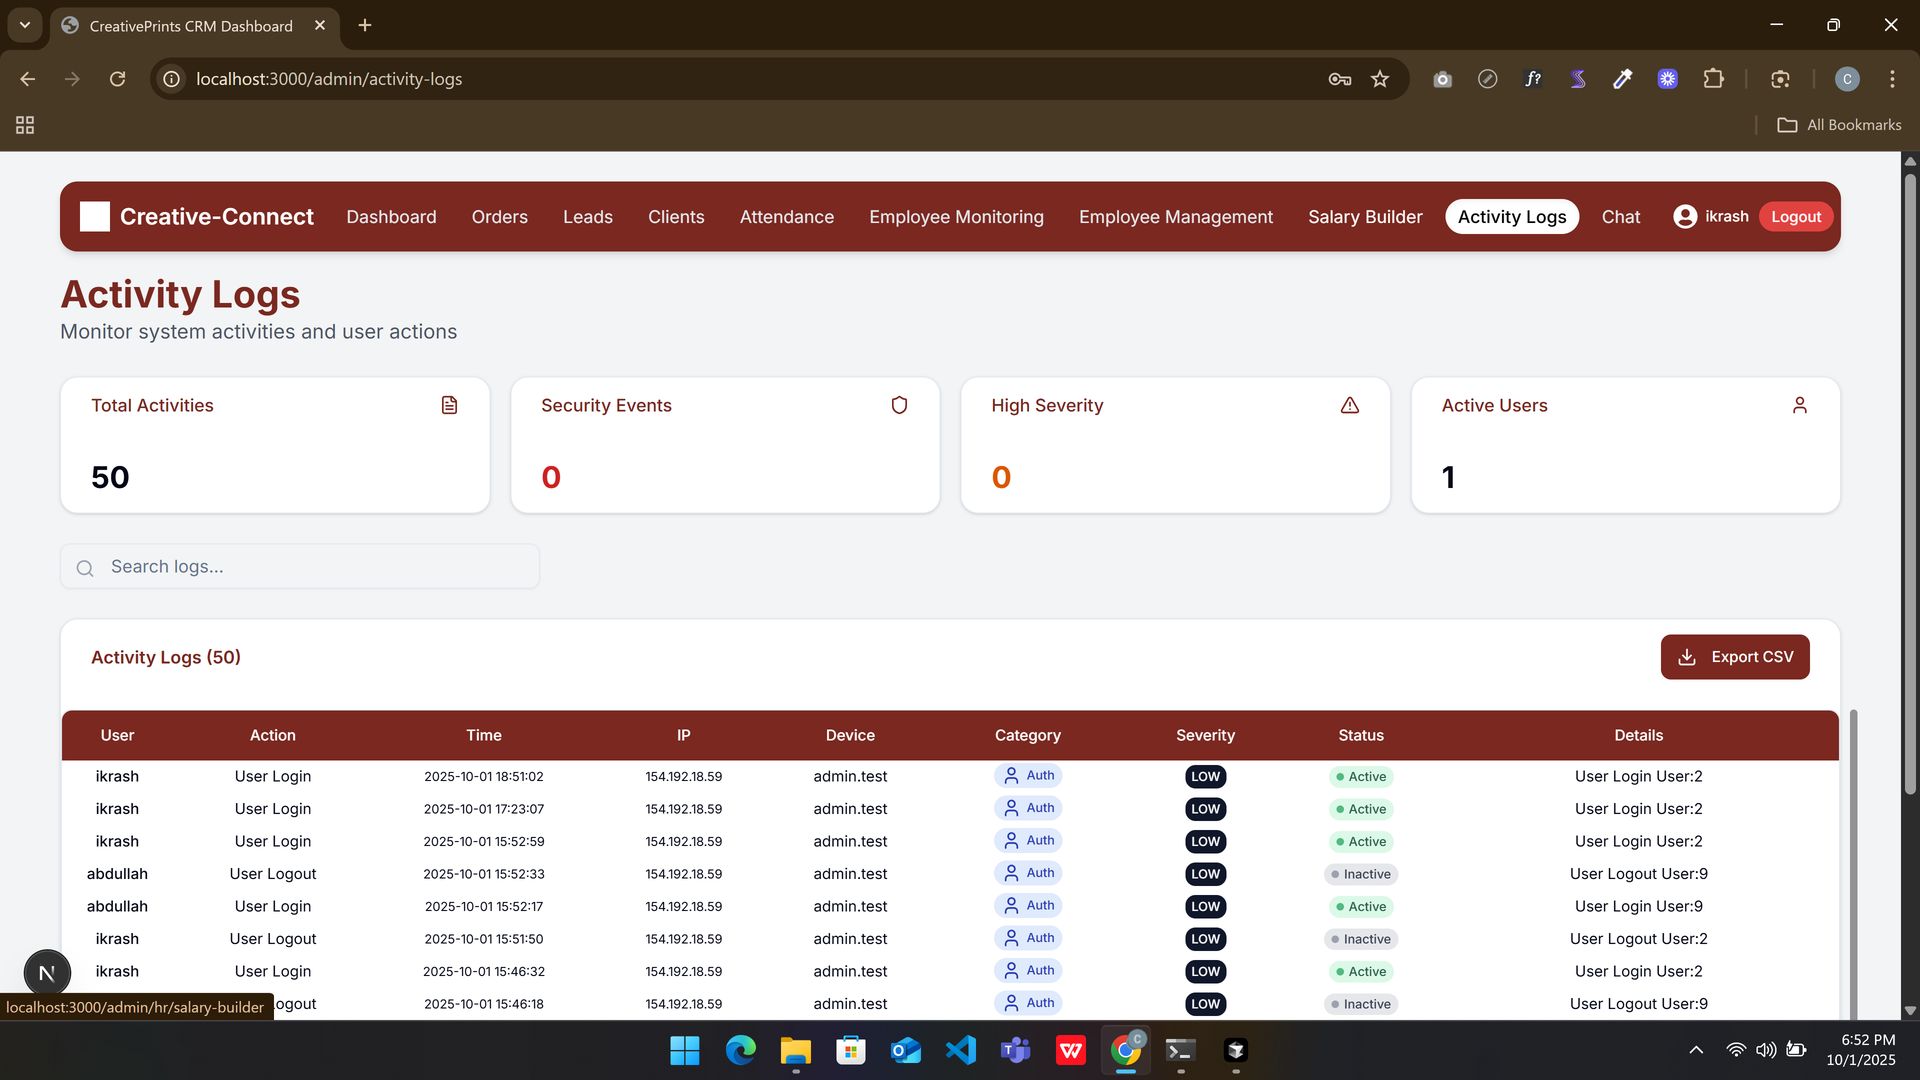 CreativePrints CRM Dashboard
localhost:3000/admin/activity-logs
f?
C
All Bookmarks
Creative-Connect Dashboard Orders Leads Clients Attendance Employee Monitoring Employee Management Salary Builder Activity Logs Chat ikrash Logout
Activity Logs
Monitor system activities and user actions
Total Activities Security Events High Severity Active Users
50 0 0 1
Search logs...
Activity Logs (50) Export CSV
User Action Time IP Device Category Severity Status Details
ikrash User Login 2025-10-01 18:51:02 154.192.18.59 admin.test Auth LOW Active User Login User:2
ikrash User Login 2025-10-01 17:23:07 154.192.18.59 admin.test Auth LOW Active User Login User:2
ikrash User Login 2025-10-01 15:52:59 154.192.18.59 admin.test Auth LOW Active User Login User:2
abdullah User Logout 2025-10-01 15:52:33 154.192.18.59 admin.test Auth LOW Inactive User Logout User:9
abdullah User Login 2025-10-01 15:52:17 154.192.18.59 admin.test Auth LOW Active User Login User:9
ikrash User Logout 2025-10-01 15:51:50 154.192.18.59 admin.test Auth LOW Inactive User Logout User:2
ikrash User Login 2025-10-01 15:46:32 154.192.18.59 admin.test Auth LOW Active User Login User:2
N
localhost:3000/admin/hr/salary-builder ogout 2025-10-01 15:46:18 154.192.18.59 admin.test Auth LOW Inactive User Logout User:9
C
6:52 PM
10/1/2025